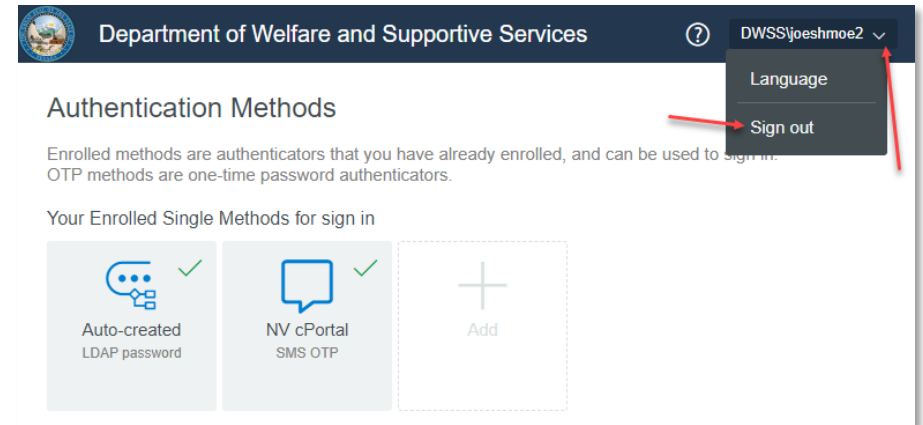 Department of Welfare and Supportive Services
DWSS\joeshmoe2
Language
Sign out
Authentication Methods
Enrolled methods are authenticators that you have already enrolled, and can be used to sign in.
OTP methods are one-time password authenticators.
Your Enrolled Single Methods for sign in
Auto-created
LDAP password
NV cPortal
SMS OTP
Add